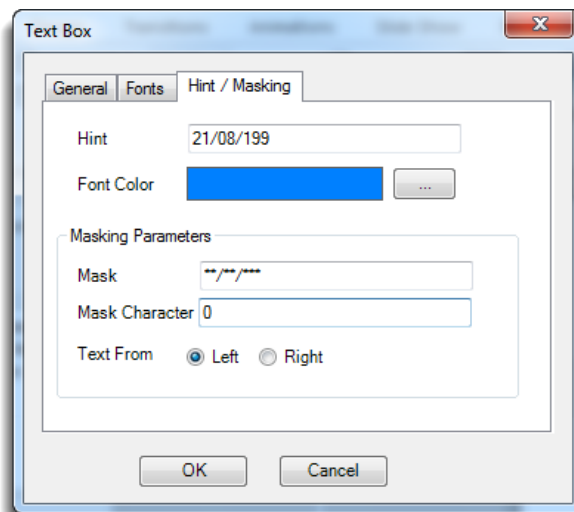 Text Box
General Fonts Hint / Masking
Hint 21/08/199
Font Color ...
Masking Parameters
Mask **/**/***
Mask Character 0
Text From Left Right
OK Cancel